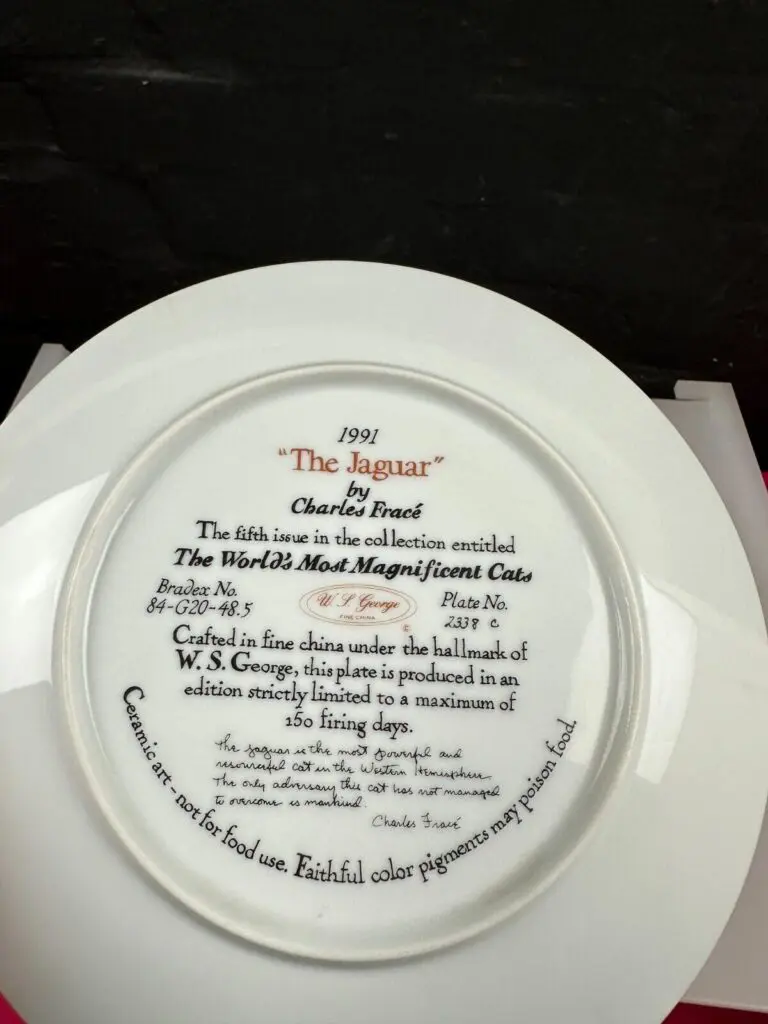 1991
"The Jaguar"
by
Charles Fracé
The fifth issue in the collection entitled
The World's Most Magnificent Cats
Bradex No.
84-G20-48.5
W. S. George
FINE CHINA
©
Plate No.
2338 C
Crafted in fine china under the hallmark of
W. S. George, this plate is produced in an
edition strictly limited to a maximum of
150 firing days.
The jaguar is the most powerful and
resourceful cat in the Western Hemisphere.
The only adversary this cat has not managed
to overcome is mankind.
Charles Fracé
Ceramic art - not for food use. Faithful color pigments may poison food.